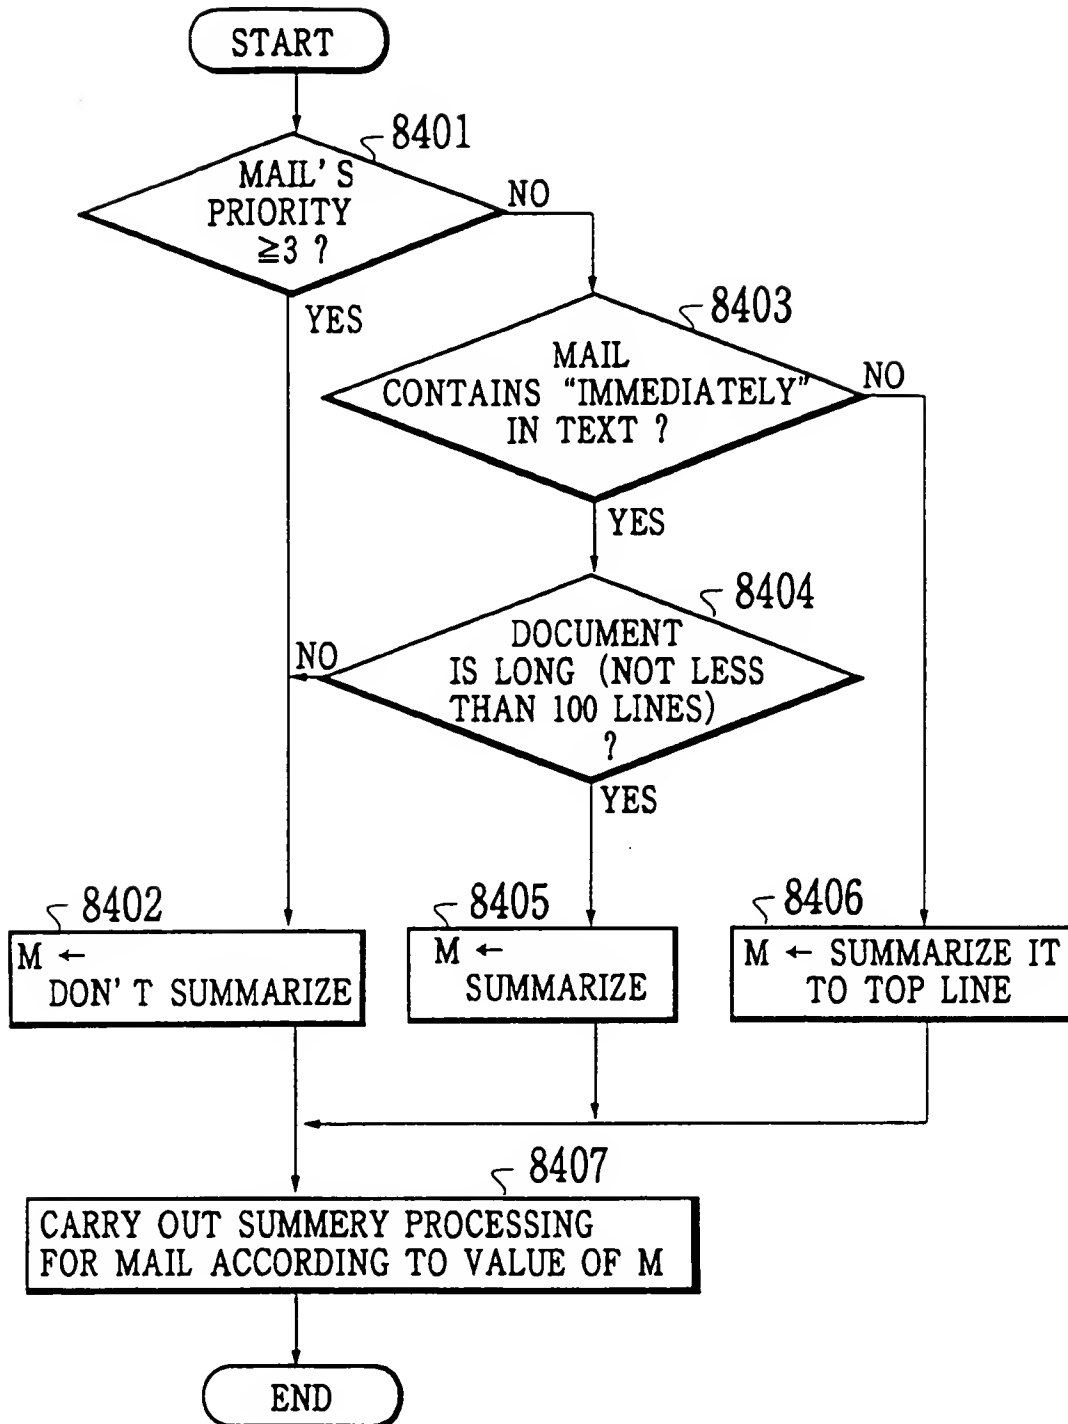 START
8401
MAIL'S
PRIORITY
≧3 ?
NO
YES
8403
MAIL
CONTAINS “IMMEDIATELY”
IN TEXT ?
NO
YES
8404
DOCUMENT
IS LONG (NOT LESS
THAN 100 LINES)
?
NO
YES
8402
M ←
DON'T SUMMARIZE
8405
M ←
SUMMARIZE
8406
M ← SUMMARIZE IT
TO TOP LINE
8407
CARRY OUT SUMMERY PROCESSING
FOR MAIL ACCORDING TO VALUE OF M
END